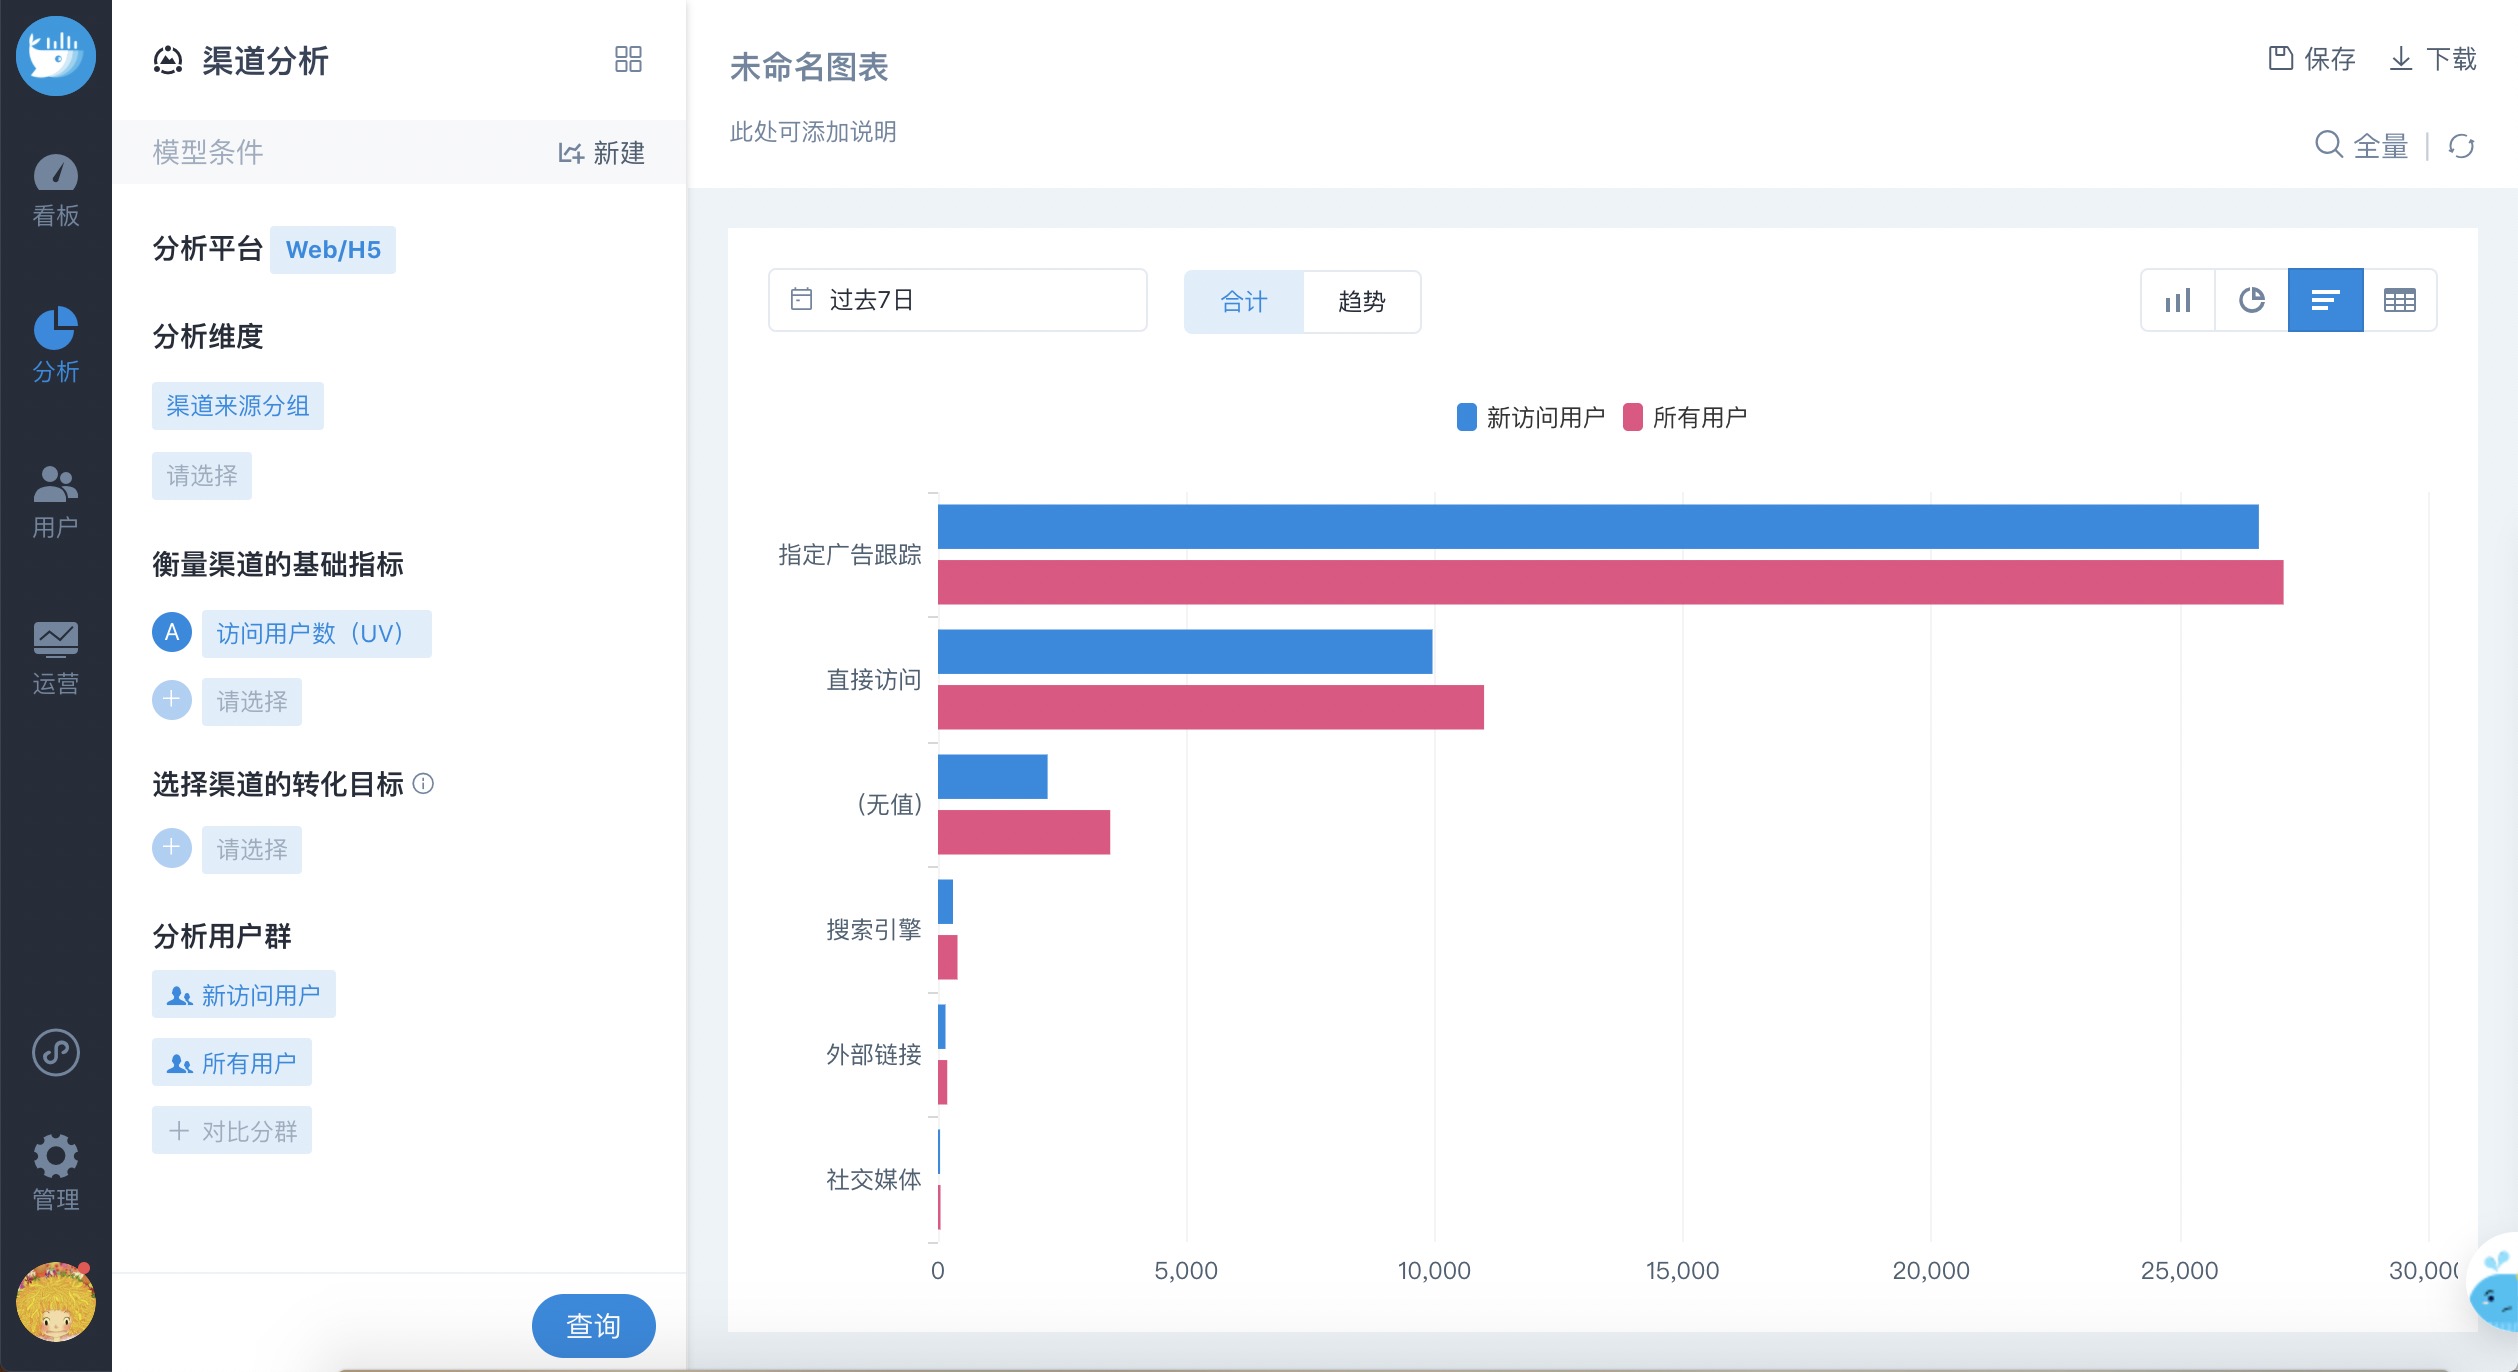 看板
分析
用户
运营
管理
渠道分析
模型条件
新建
分析平台 Web/H5
分析维度
渠道来源分组
请选择
衡量渠道的基础指标
A 访问用户数（UV）
请选择
选择渠道的转化目标
请选择
分析用户群
新访问用户
所有用户
对比分群
查询
未命名图表
保存 下载
此处可添加说明
全量
过去7日 合计 趋势
新访问用户 所有用户
指定广告跟踪
直接访问
(无值)
搜索引擎
外部链接
社交媒体
0 5,000 10,000 15,000 20,000 25,000 30,000